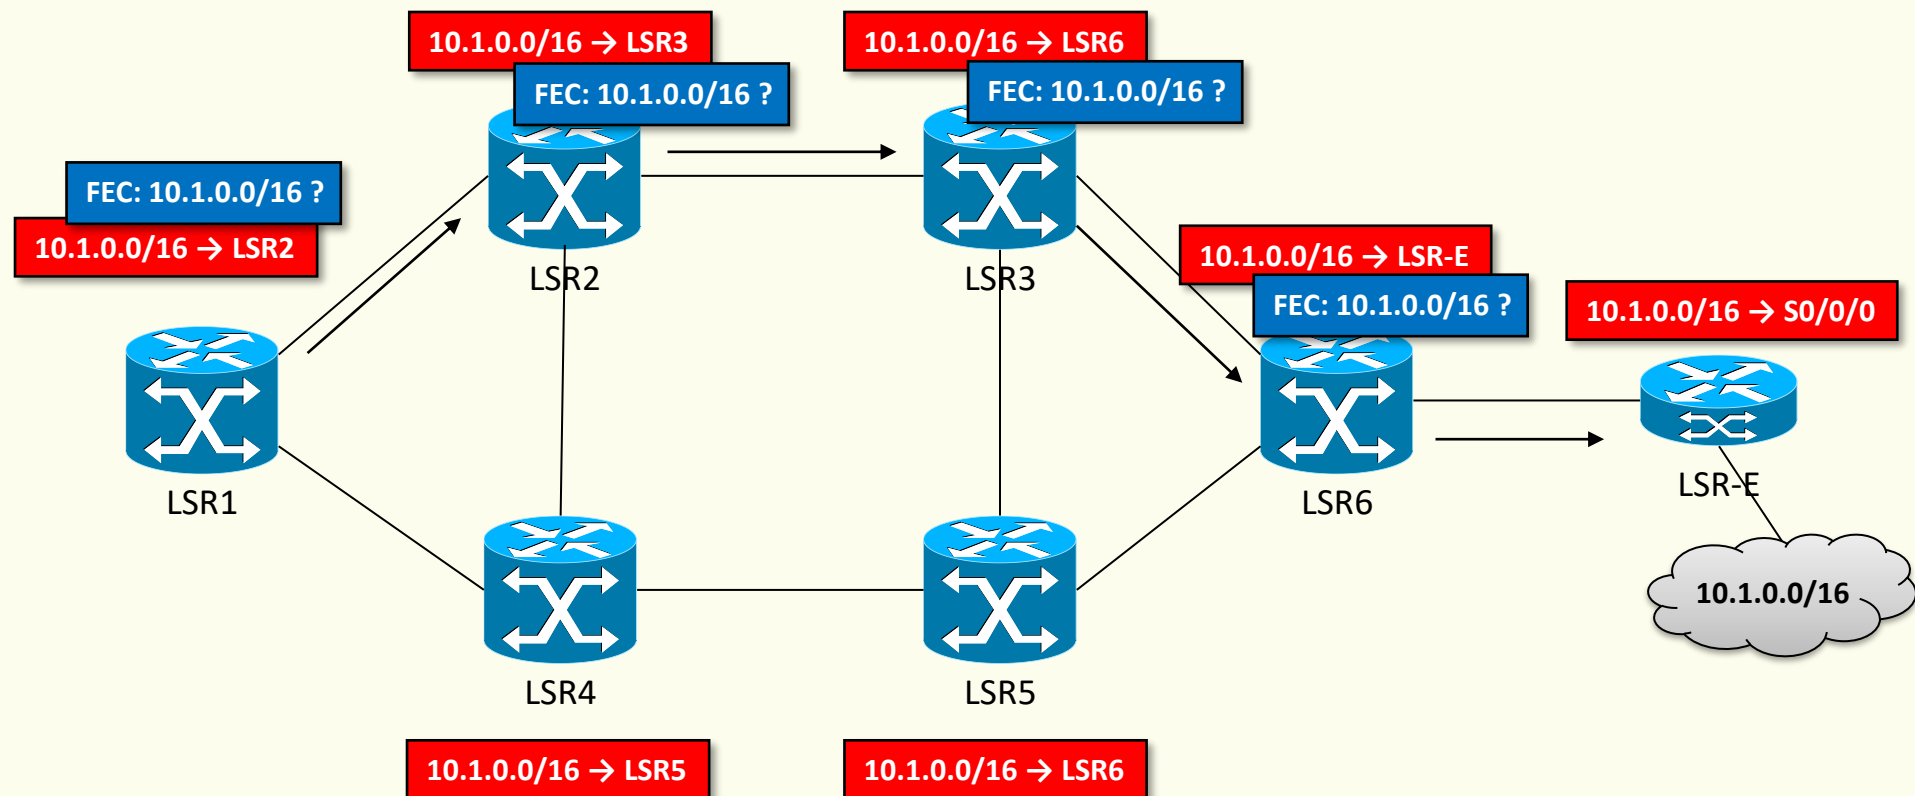 10.1.0.0/16 → LSR3
10.1.0.0/16 → LSR6
FEC: 10.1.0.0/16 ?
FEC: 10.1.0.0/16 ?
FEC: 10.1.0.0/16 ?
10.1.0.0/16 → LSR2
LSR2
LSR3
10.1.0.0/16 → LSR-E
FEC: 10.1.0.0/16 ?
10.1.0.0/16 → S0/0/0
LSR1
LSR6
LSR-E
10.1.0.0/16
LSR4
LSR5
10.1.0.0/16 → LSR5
10.1.0.0/16 → LSR6